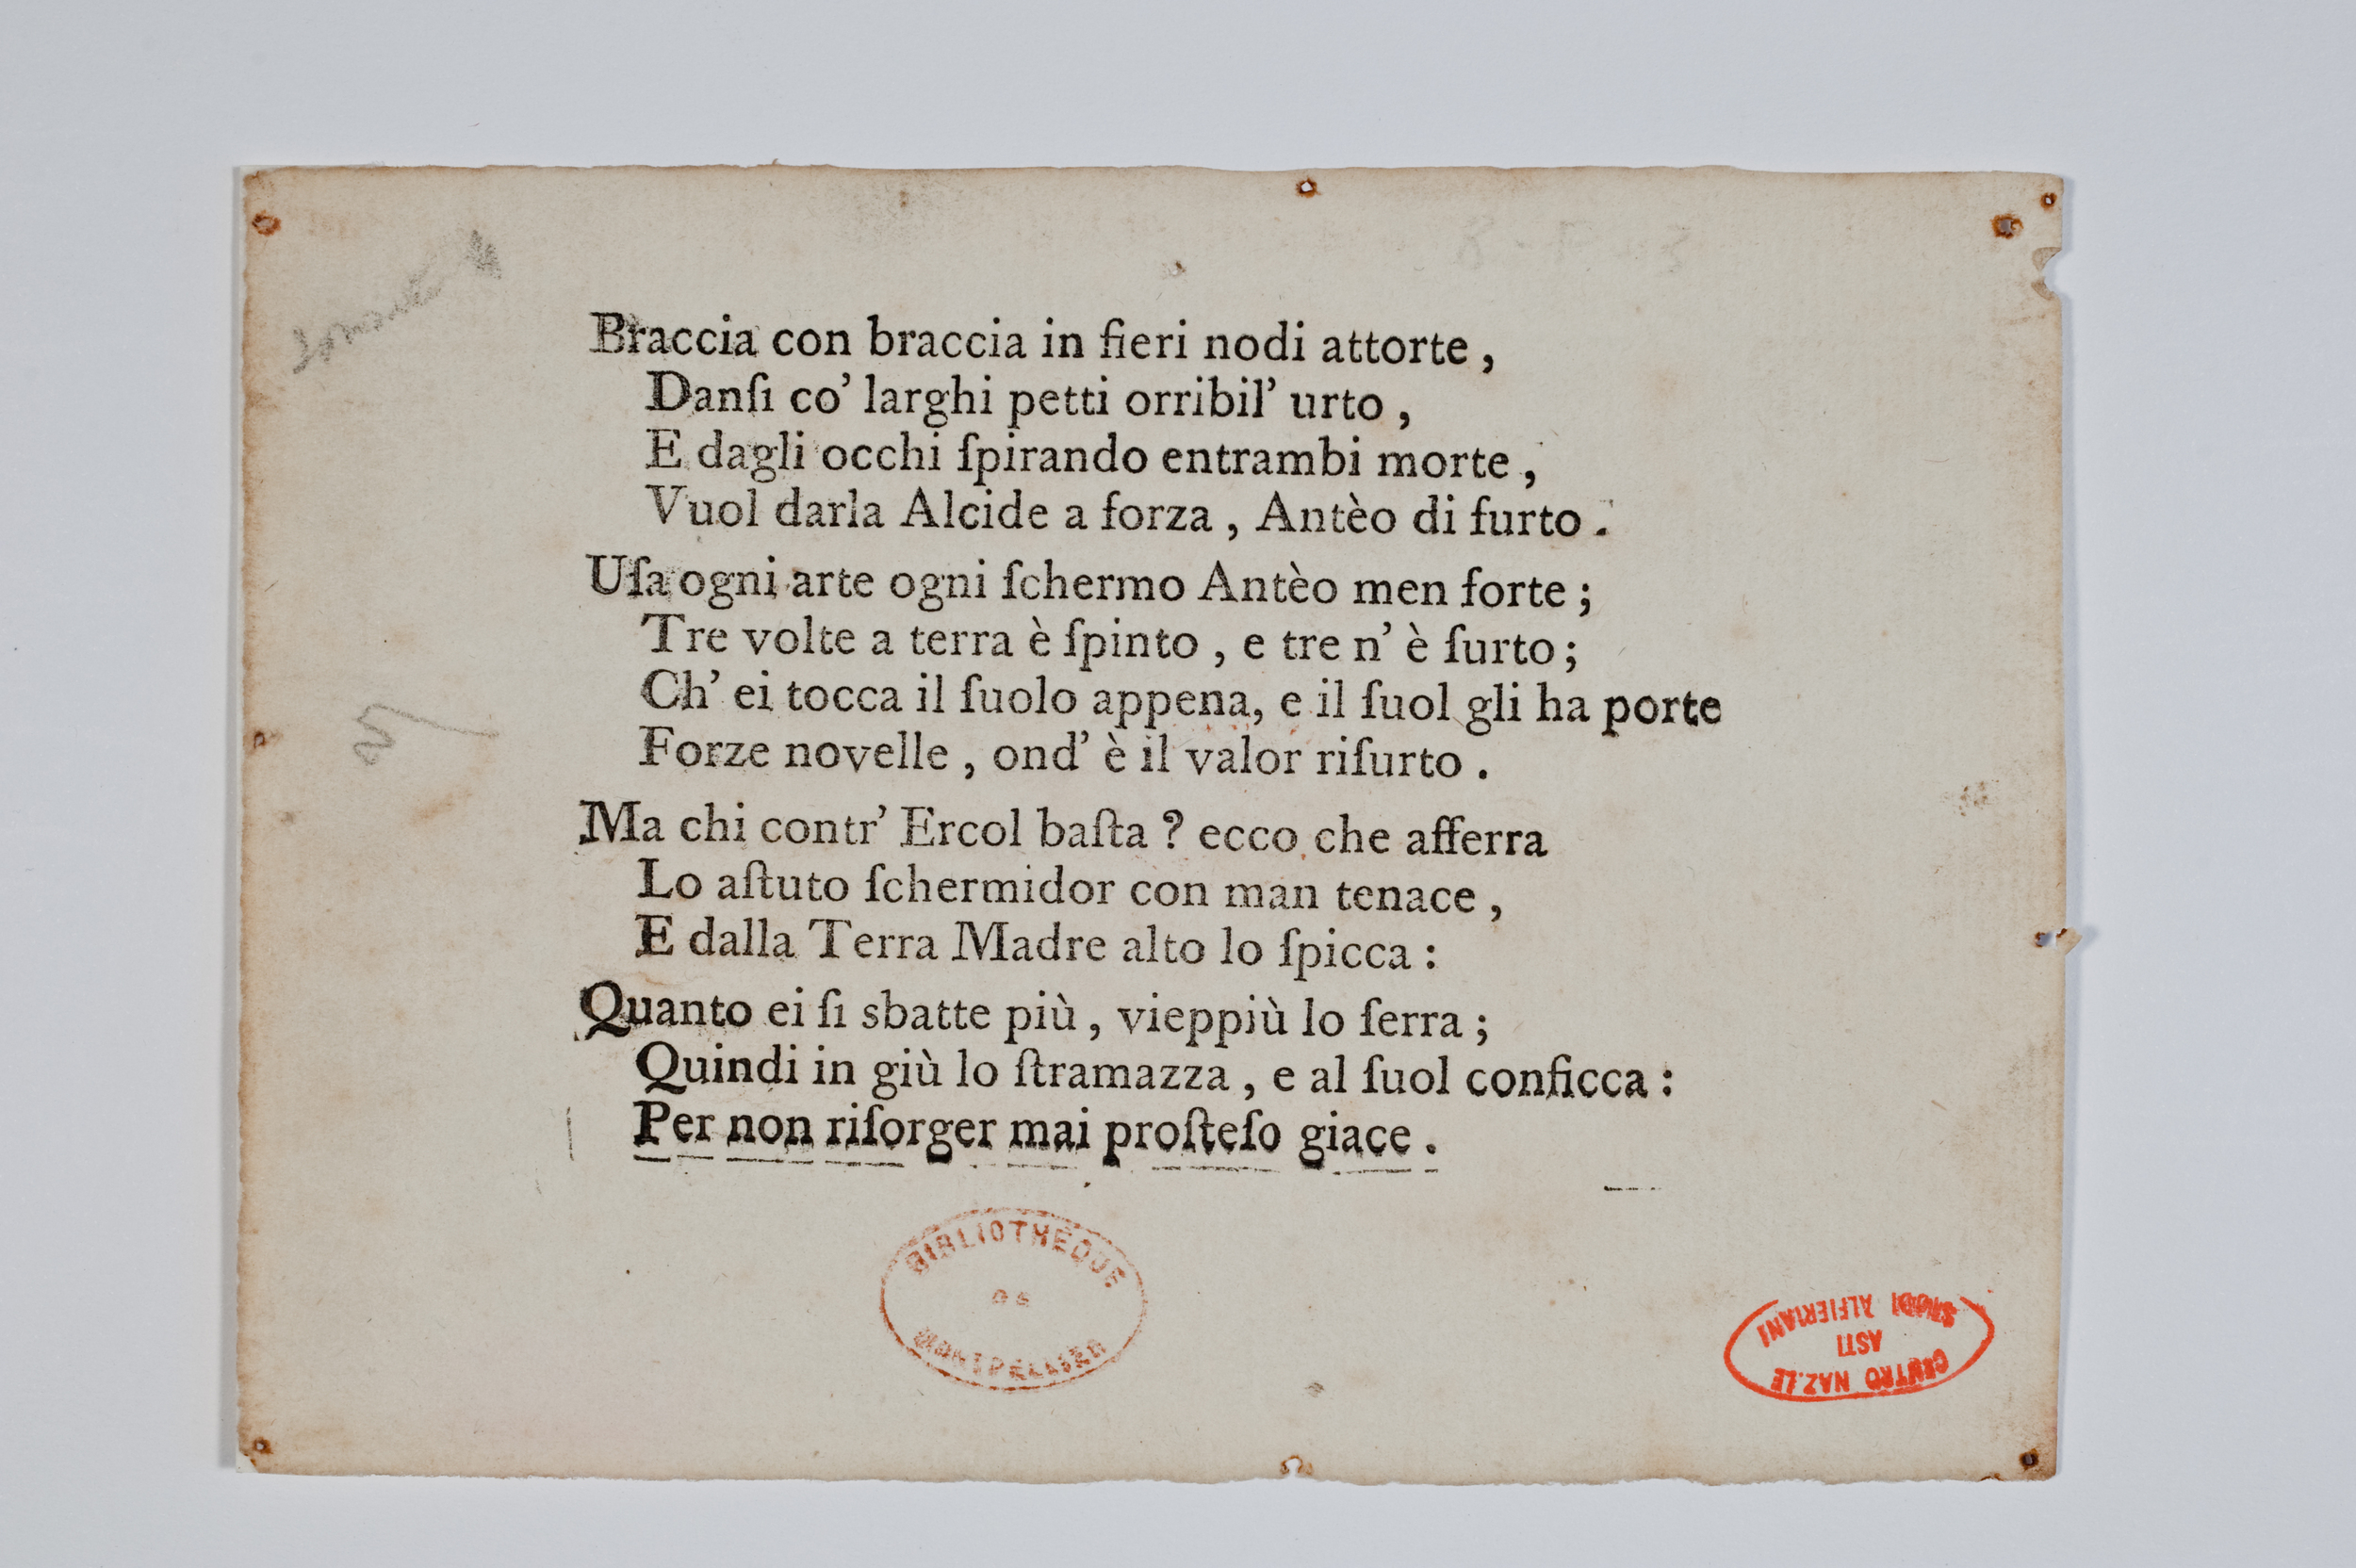 Braccia con braccia in fieri nodi attorte ,
Danſi co’ larghi petti orribil’ urto ,
E dagli occhi ſpirando entrambi morte ,
Vuol darla Alcide a forza , Antèo di furto .
Uſa ogni arte ogni ſchermo Antèo men forte ;
Tre volte a terra è ſpinto , e tre n’ è ſurto ;
Ch’ ei tocca il ſuolo appena, e il ſuol gli ha porte
Forze novelle , ond’ è il valor riſurto .
Ma chi contr’ Ercol baſta ? ecco che afferra
Lo aſtuto ſchermidor con man tenace ,
E dalla Terra Madre alto lo ſpicca :
Quanto ei ſi sbatte più , vieppiù lo ſerra ;
Quindi in giù lo ſtramazza , e al ſuol conficca :
Per non riſorger mai proſteſo giace .
BIBLIOTHÈQUE
DE
MONTPELLIER
CENTRO NAZ.LE
ASTI
STUDI ALFIERIANI